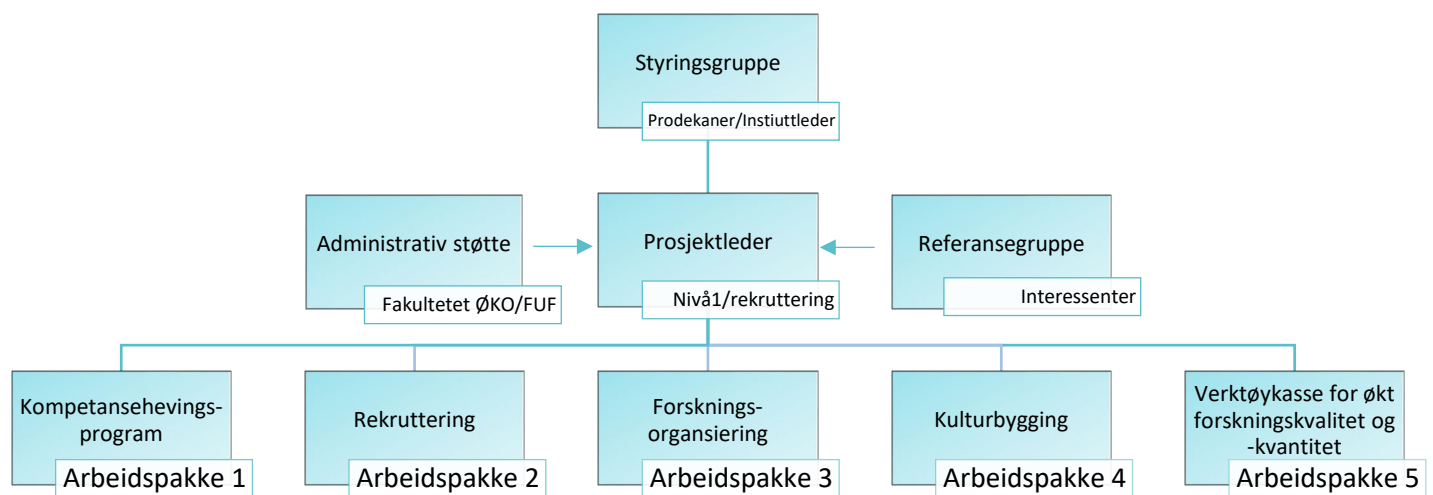 Styringsgruppe
Prodekaner/Instiuttleder
Administrativ støtte
Fakultetet ØKO/FUF
Prosjektleder
Nivå1/rekruttering
Referansegruppe
Interessenter
Kompetansehevings-
program
Arbeidspakke 1
Rekruttering
Arbeidspakke 2
Forsknings-
organsiering
Arbeidspakke 3
Kulturbygging
Arbeidspakke 4
Verktøykasse for økt
forskningskvalitet og
-kvantitet
Arbeidspakke 5